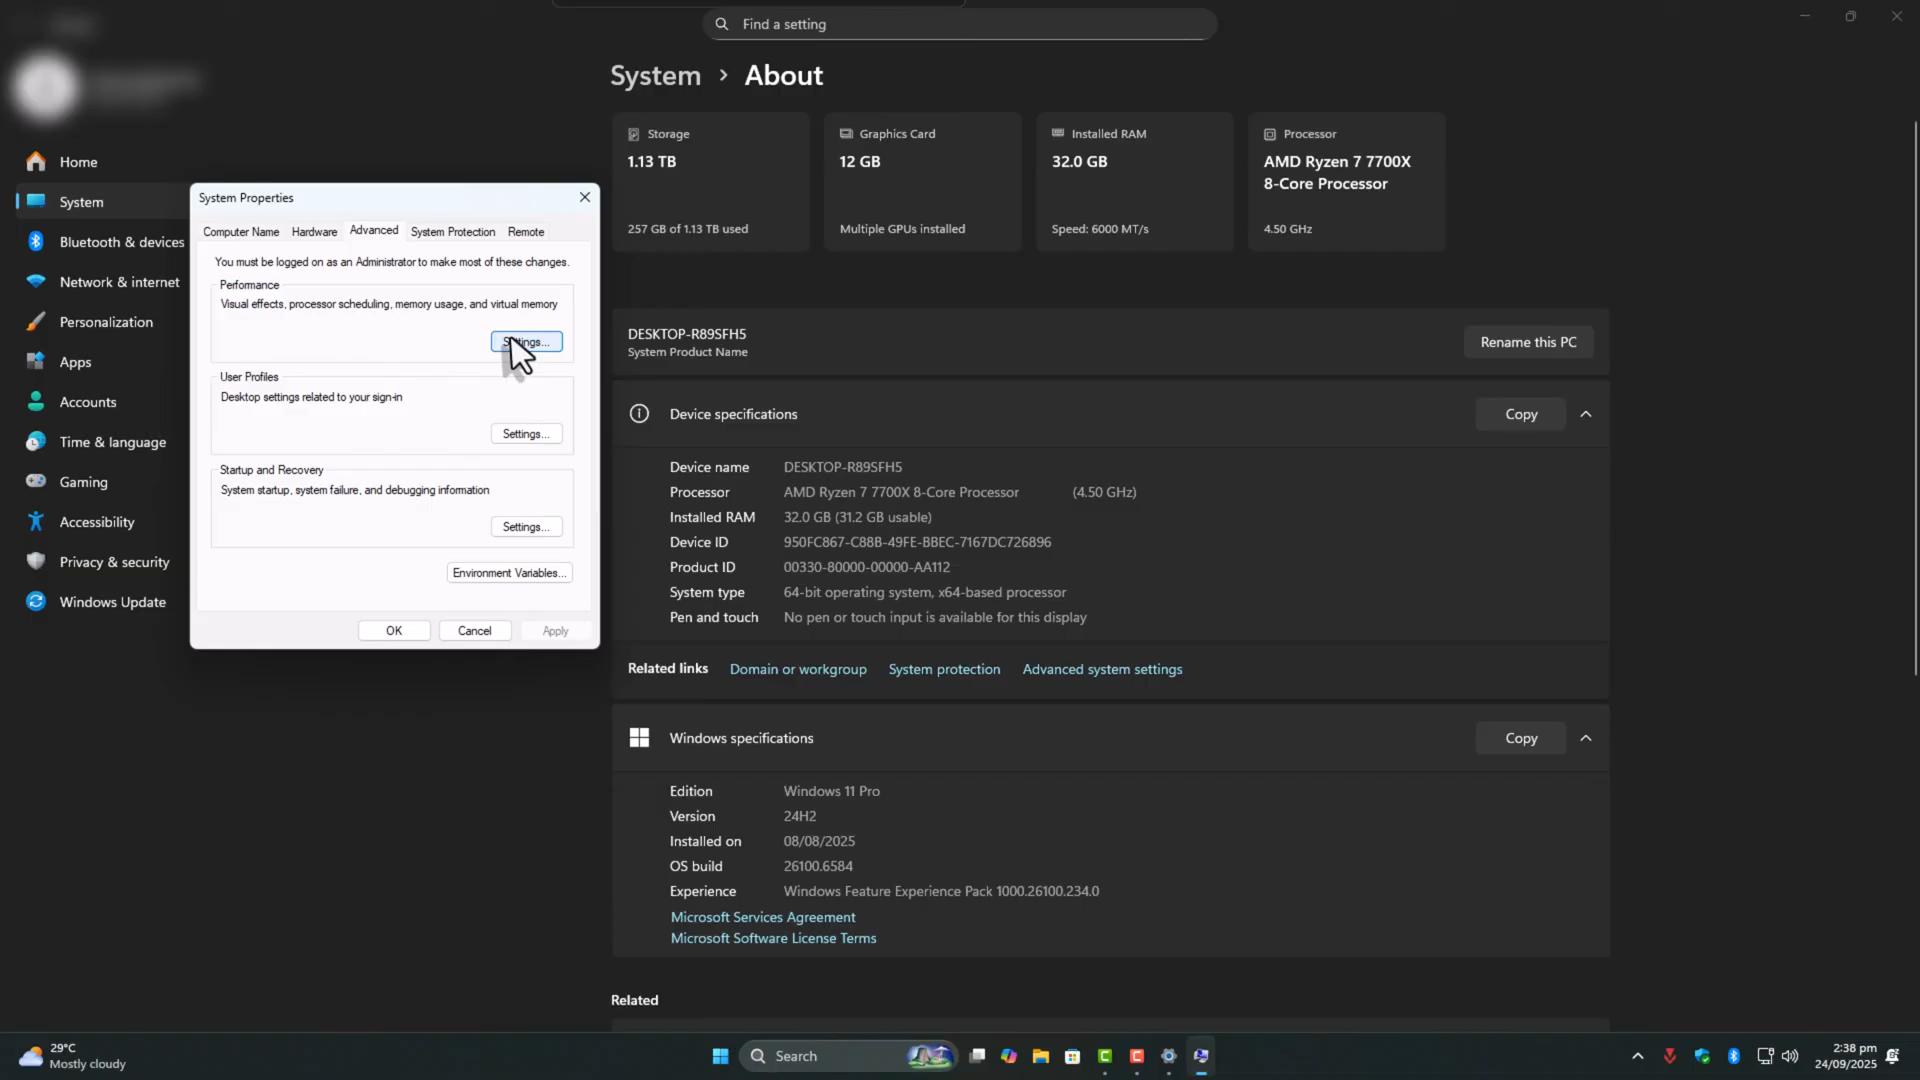 Find a setting
System > About
Home
System
Bluetooth & devices
Network & internet
Personalization
Apps
Accounts
Time & language
Gaming
Accessibility
Privacy & security
Windows Update
System Properties
Computer Name Hardware Advanced System Protection Remote
You must be logged on as an Administrator to make most of these changes.
Performance
Visual effects, processor scheduling, memory usage, and virtual memory
Settings...
User Profiles
Desktop settings related to your sign-in
Settings...
Startup and Recovery
System startup, system failure, and debugging information
Settings...
Environment Variables...
OK Cancel Apply
Storage
1.13 TB
257 GB of 1.13 TB used
Graphics Card
12 GB
Multiple GPUs installed
Installed RAM
32.0 GB
Speed: 6000 MT/s
Processor
AMD Ryzen 7 7700X
8-Core Processor
4.50 GHz
DESKTOP-R89SFH5
System Product Name
Rename this PC
Device specifications
Copy
Device name DESKTOP-R89SFH5
Processor AMD Ryzen 7 7700X 8-Core Processor (4.50 GHz)
Installed RAM 32.0 GB (31.2 GB usable)
Device ID 950FC867-C88B-49FE-BBEC-7167DC726896
Product ID 00330-80000-00000-AA112
System type 64-bit operating system, x64-based processor
Pen and touch No pen or touch input is available for this display
Related links Domain or workgroup System protection Advanced system settings
Windows specifications
Copy
Edition Windows 11 Pro
Version 24H2
Installed on 08/08/2025
OS build 26100.6584
Experience Windows Feature Experience Pack 1000.26100.234.0
Microsoft Services Agreement
Microsoft Software License Terms
Related
29°C
Mostly cloudy
Search
2:38 pm
24/09/2025